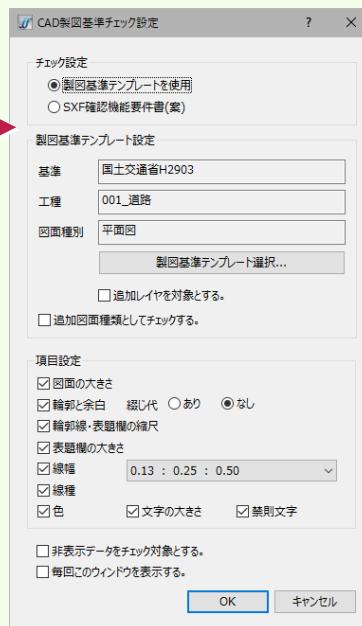 CAD製図基準チェック設定 ? ×
チェック設定
製図基準テンプレートを使用
SXF確認機能要件書(案)
製図基準テンプレート設定
基準 国土交通省H2903
工種 001_道路
図面種別 平面図
製図基準テンプレート選択...
追加レイヤを対象とする。
追加図面種類としてチェックする。
項目設定
図面の大きさ
輪郭と余白 綴じ代 あり なし
輪郭線・表題欄の縮尺
表題欄の大きさ
線幅 0.13 : 0.25 : 0.50
線種
色 文字の大きさ 禁則文字
非表示データをチェック対象とする。
毎回このウィンドウを表示する。
OK キャンセル